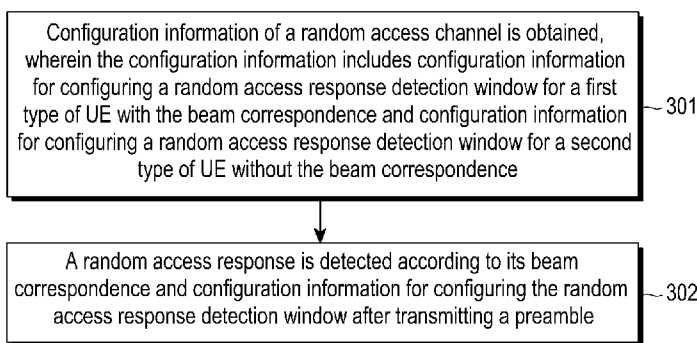 Configuration information of a random access channel is obtained,
wherein the configuration information includes configuration information
for configuring a random access response detection window for a first
type of UE with the beam correspondence and configuration information
for configuring a random access response detection window for a second
type of UE without the beam correspondence
301
A random access response is detected according to its beam
correspondence and configuration information for configuring the random
access response detection window after transmitting a preamble
302